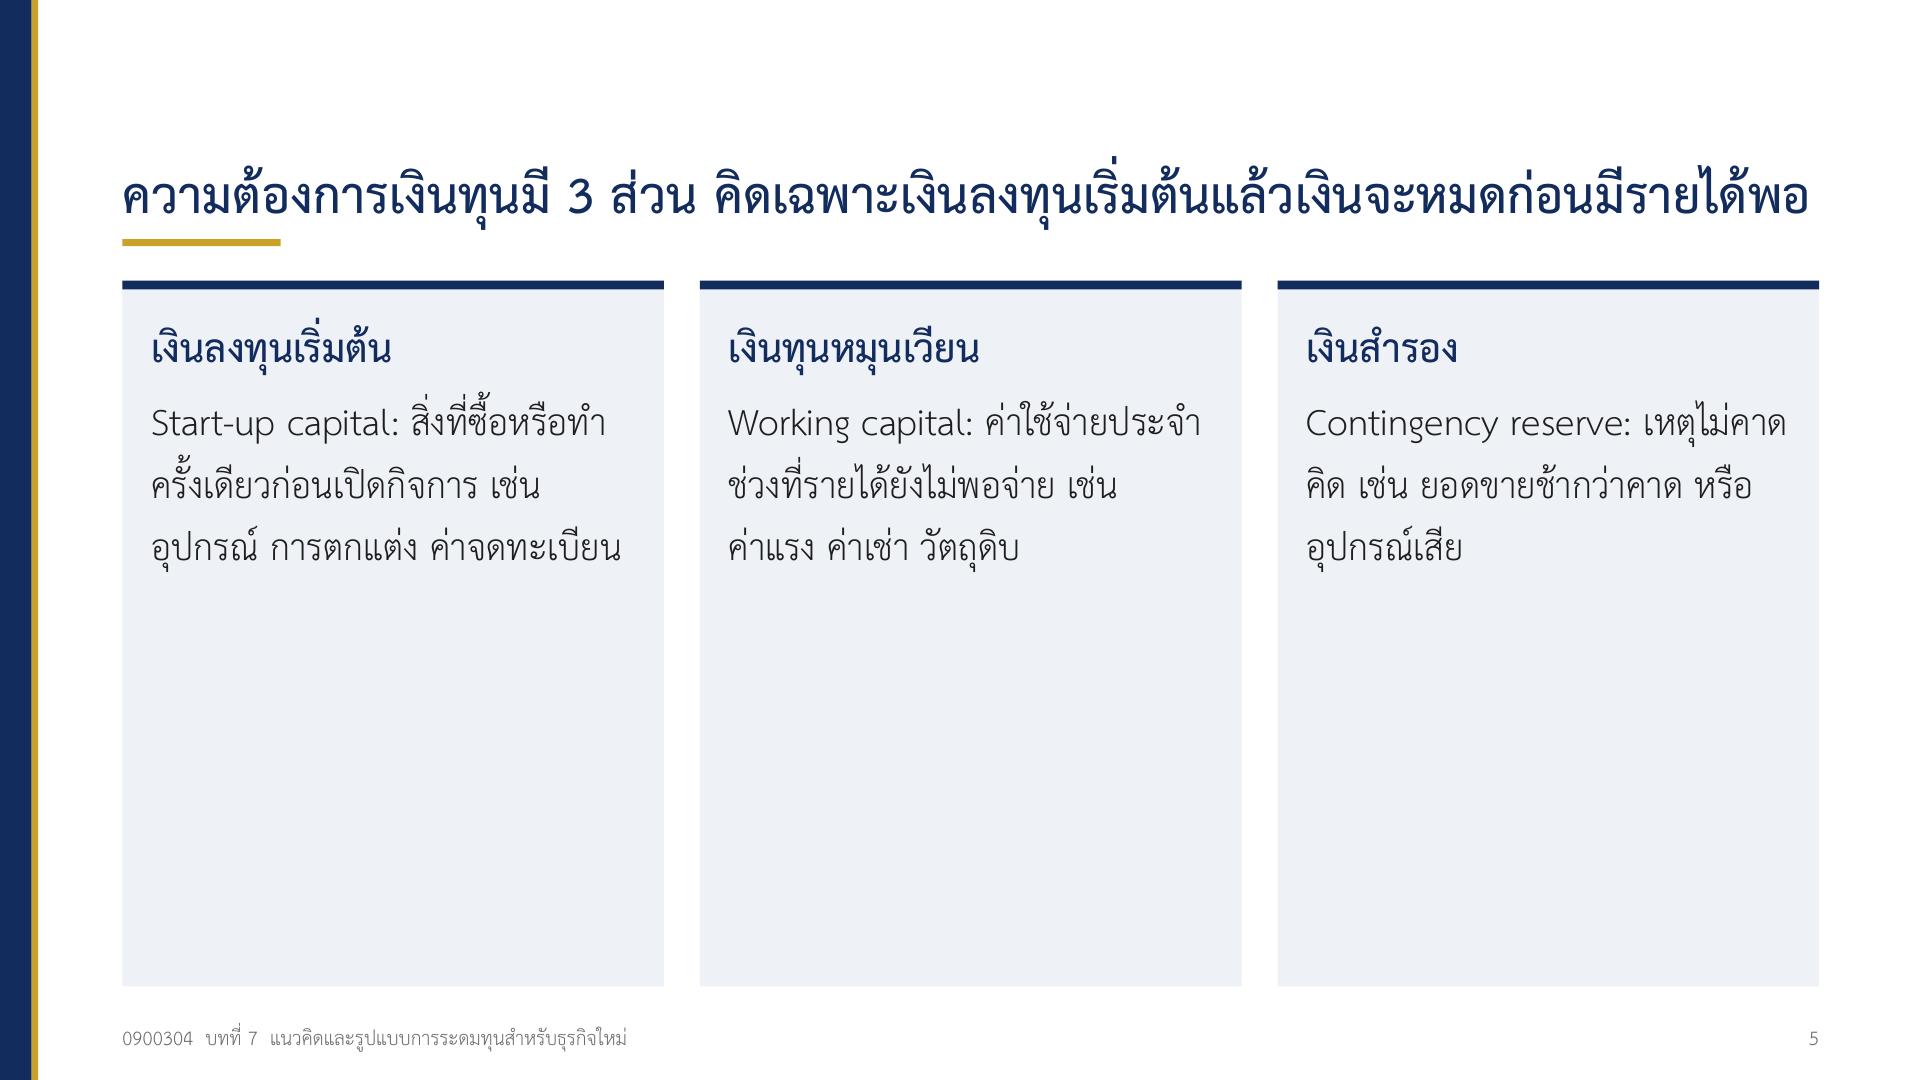 ความต้องการเงินทุนมี 3 ส่วน คิดเฉพาะเงินลงทุนเริ่มต้นแล้วเงินจะหมดก่อนมีรายได้พอ
เงินลงทุนเริ่มต้น
Start-up capital: สิ่งที่ซื้อหรือทำ
ครั้งเดียวก่อนเปิดกิจการ เช่น
อุปกรณ์ การตกแต่ง ค่าจดทะเบียน
เงินทุนหมุนเวียน
Working capital: ค่าใช้จ่ายประจำ
ช่วงที่รายได้ยังไม่พอจ่าย เช่น
ค่าแรง ค่าเช่า วัตถุดิบ
เงินสำรอง
Contingency reserve: เหตุไม่คาด
คิด เช่น ยอดขายช้ากว่าคาด หรือ
อุปกรณ์เสีย
0900304 บทที่ 7 แนวคิดและรูปแบบการระดมทุนสำหรับธุรกิจใหม่
5